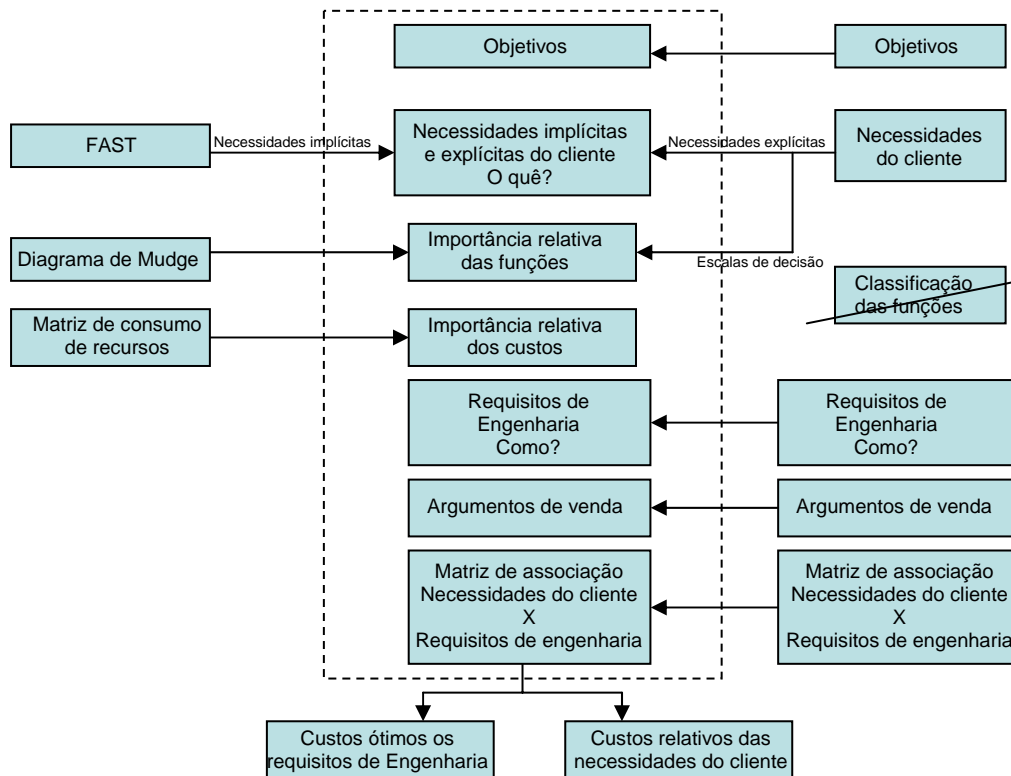 Objetivos
Objetivos
FAST
Necessidades implícitas
Necessidades implícitas
e explícitas do cliente
O quê?
Necessidades explícitas
Necessidades
do cliente
Diagrama de Mudge
Importância relativa
das funções
Escalas de decisão
Classificação
das funções
Matriz de consumo
de recursos
Importância relativa
dos custos
Requisitos de
Engenharia
Como?
Requisitos de
Engenharia
Como?
Argumentos de venda
Argumentos de venda
Matriz de associação
Necessidades do cliente
X
Requisitos de engenharia
Matriz de associação
Necessidades do cliente
X
Requisitos de engenharia
Custos ótimos os
requisitos de Engenharia
Custos relativos das
necessidades do cliente